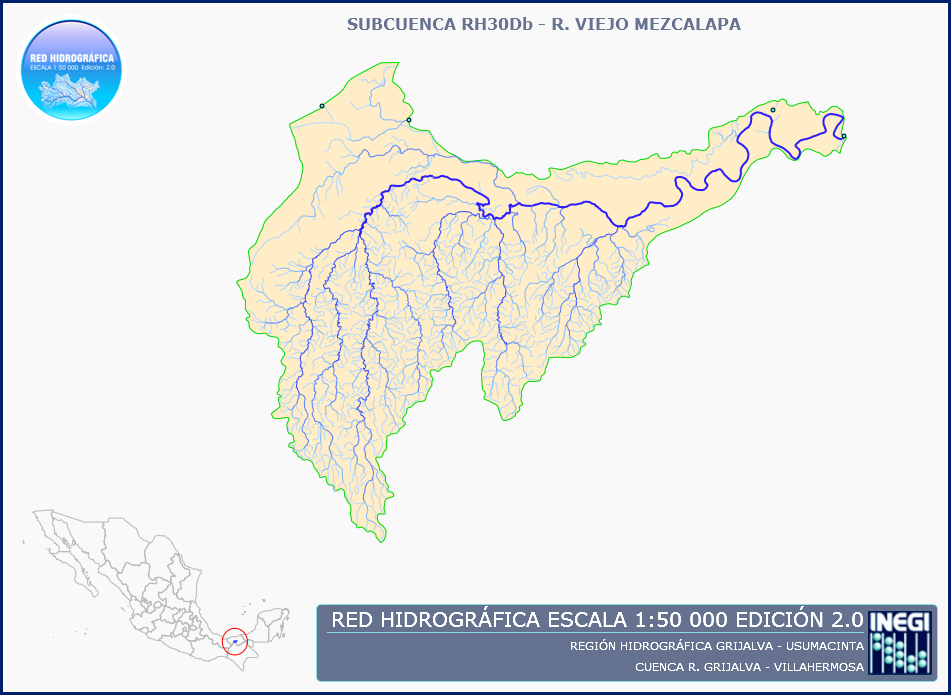 SUBCUENCA RH30Db - R. VIEJO MEZCALAPA
RED HIDROGRÁFICA
ESCALA 1:50 000 Edición: 2.0
RED HIDROGRÁFICA ESCALA 1:50 000 EDICIÓN 2.0
INEGI
REGIÓN HIDROGRÁFICA GRIJALVA - USUMACINTA
CUENCA R. GRIJALVA - VILLAHERMOSA